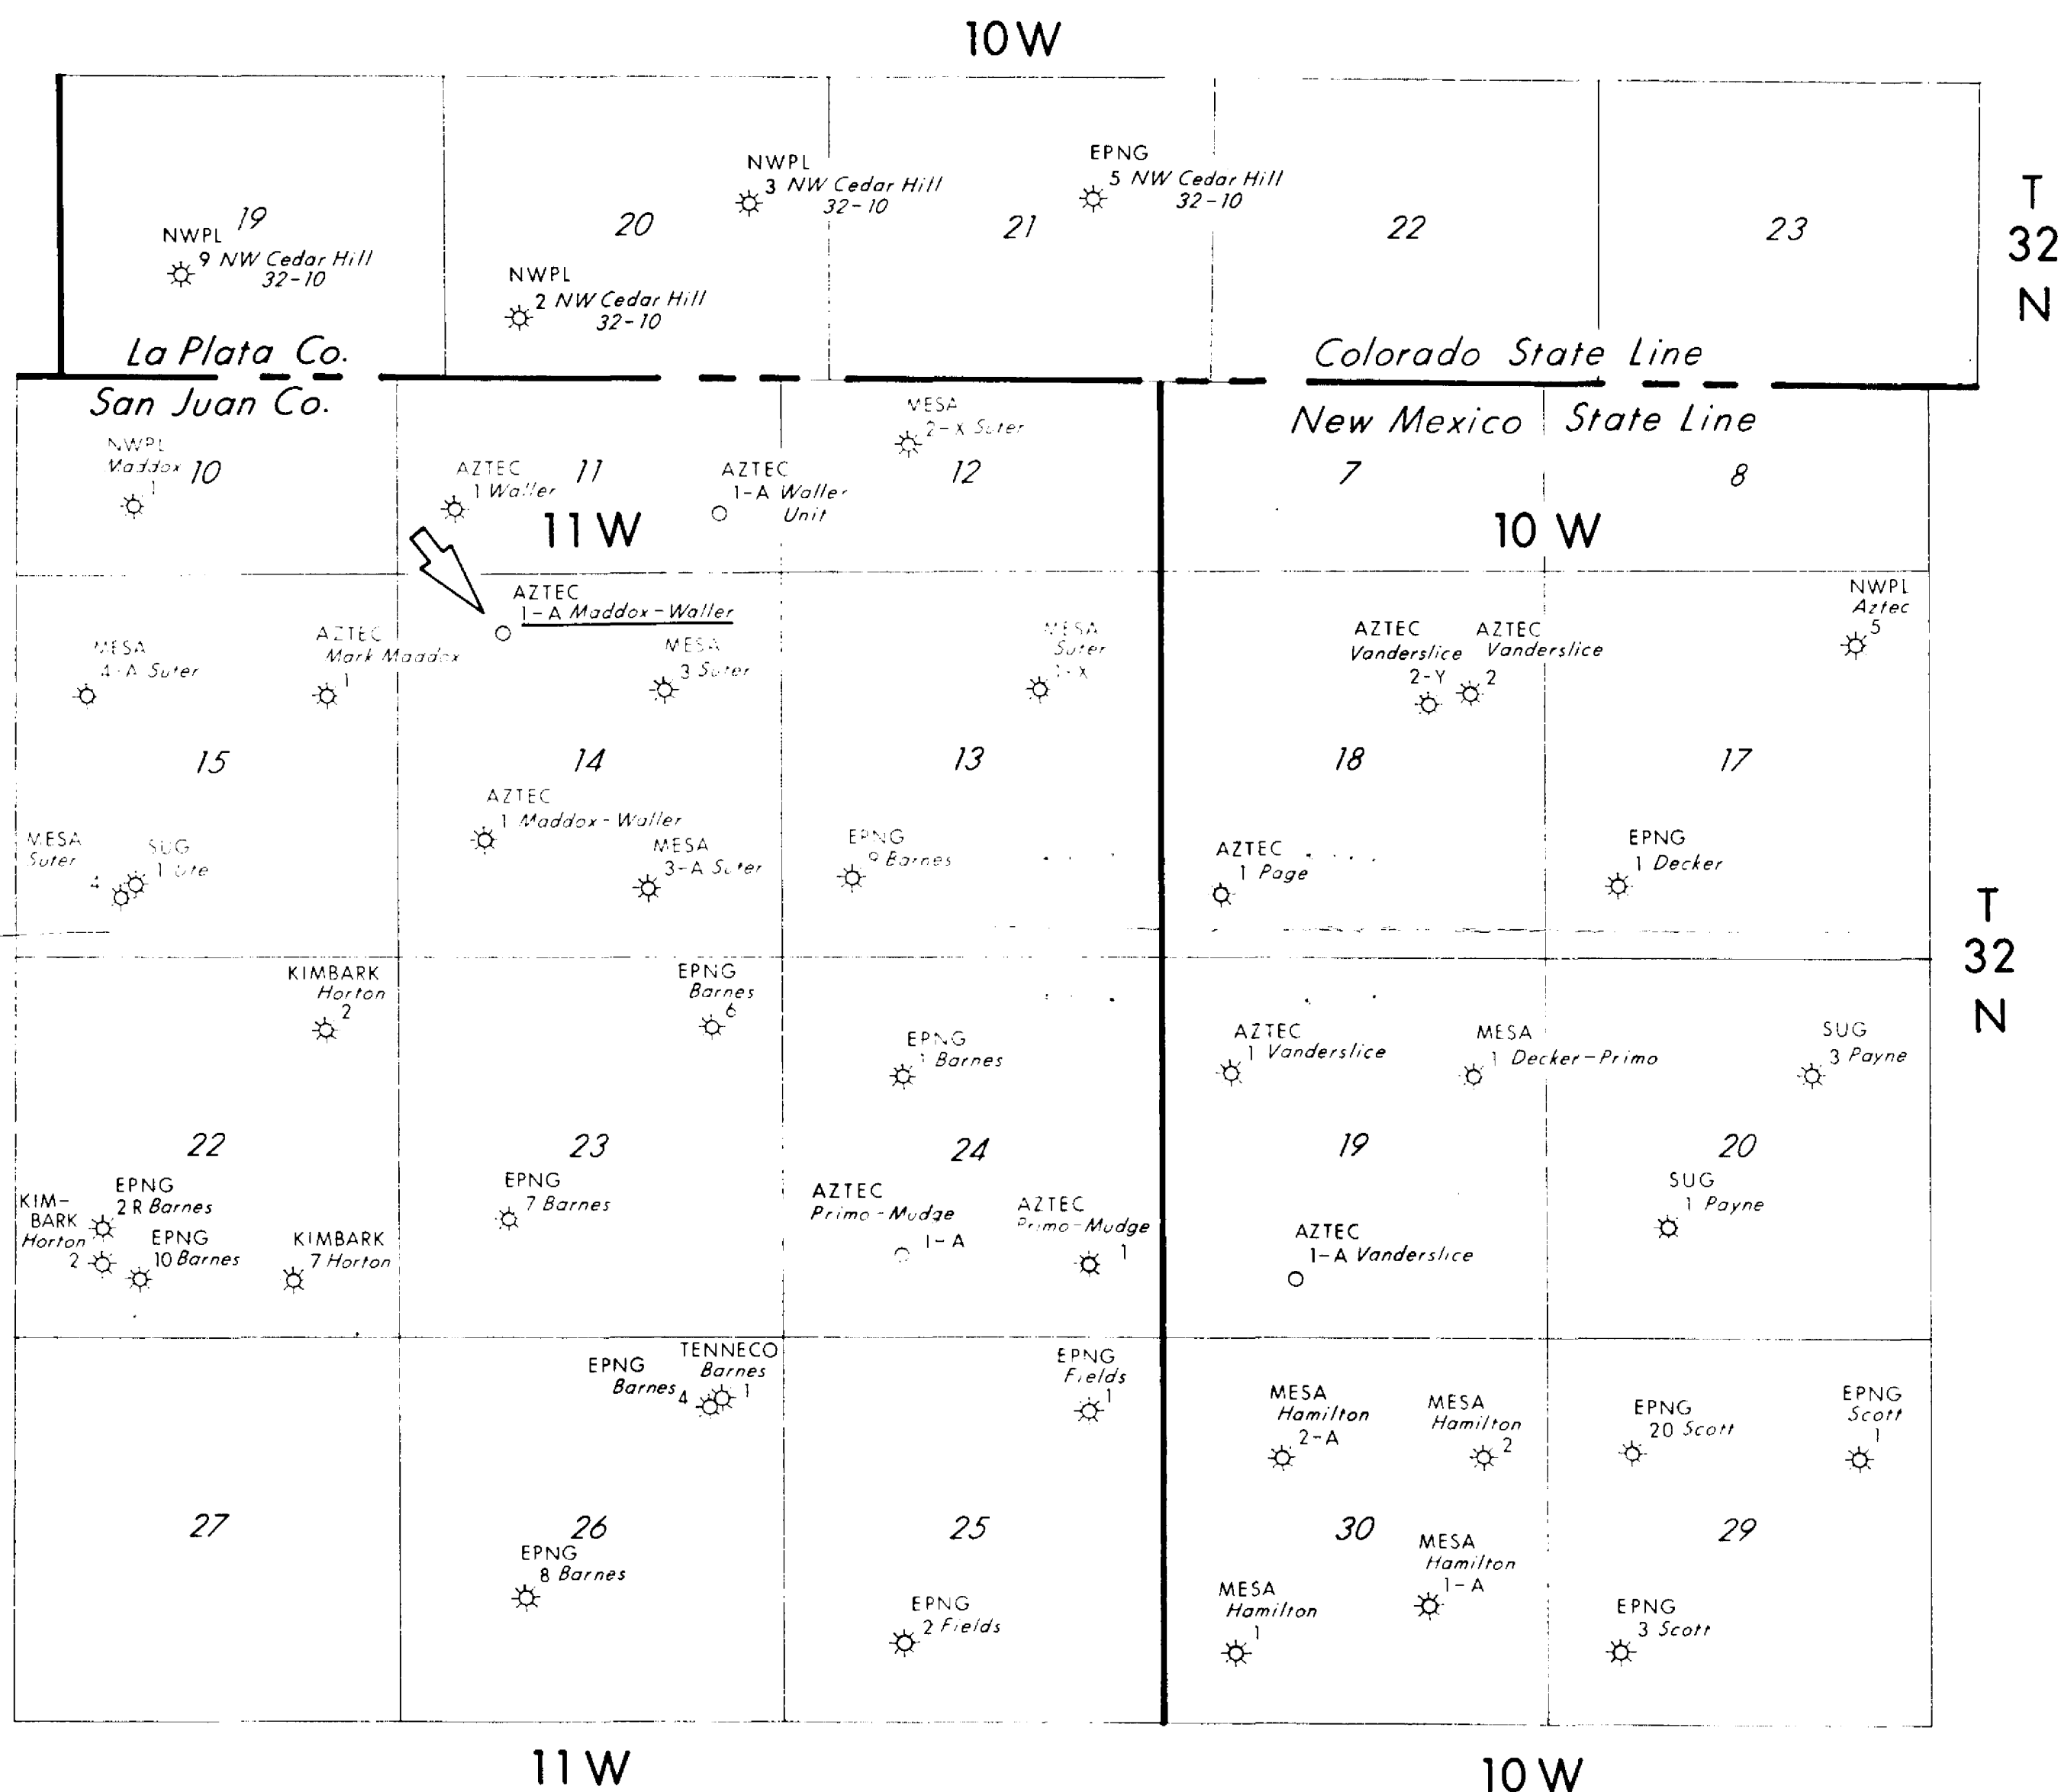 10 W
19
NWPL
9 NW Cedar Hill
32-10
20
NWPL
3 NW Cedar Hill
32-10
NWPL
2 NW Cedar Hill
32-10
21
EPNG
5 NW Cedar Hill
32-10
22
23
T
32
N
La Plata Co.
Colorado State Line
San Juan Co.
New Mexico State Line
NWPL
Maddox 10
1
AZTEC
1 Waller
11
11 W
AZTEC
1-A Waller
Unit
MESA
2-X Suter
12
7
8
10 W
AZTEC
1-A Maddox-Waller
MESA
4-A Suter
AZTEC
Mark Maddox
1
MESA
3 Suter
MESA
Suter
1-X
AZTEC
Vanderslice
2-Y
AZTEC
Vanderslice
2
NWPL
Aztec
5
15
14
13
18
17
MESA
Suter
4
SUG
1 Ute
AZTEC
1 Maddox-Waller
MESA
3-A Suter
EPNG
9 Barnes
AZTEC
1 Page
EPNG
1 Decker
T
32
N
KIMBARK
Horton
2
EPNG
Barnes
6
EPNG
1 Barnes
AZTEC
1 Vanderslice
MESA
1 Decker-Primo
SUG
3 Payne
22
23
24
19
20
KIM-
BARK
Horton
2
EPNG
2 R Barnes
EPNG
10 Barnes
KIMBARK
7 Horton
EPNG
7 Barnes
AZTEC
Primo-Mudge
1-A
AZTEC
Primo-Mudge
1
AZTEC
1-A Vanderslice
SUG
1 Payne
EPNG
Barnes 4
TENNECO
Barnes
1
EPNG
Fields
1
MESA
Hamilton
2-A
MESA
Hamilton
2
EPNG
20 Scott
EPNG
Scott
1
27
26
25
30
29
EPNG
8 Barnes
EPNG
2 Fields
MESA
Hamilton
1
MESA
Hamilton
1-A
EPNG
3 Scott
11 W
10 W